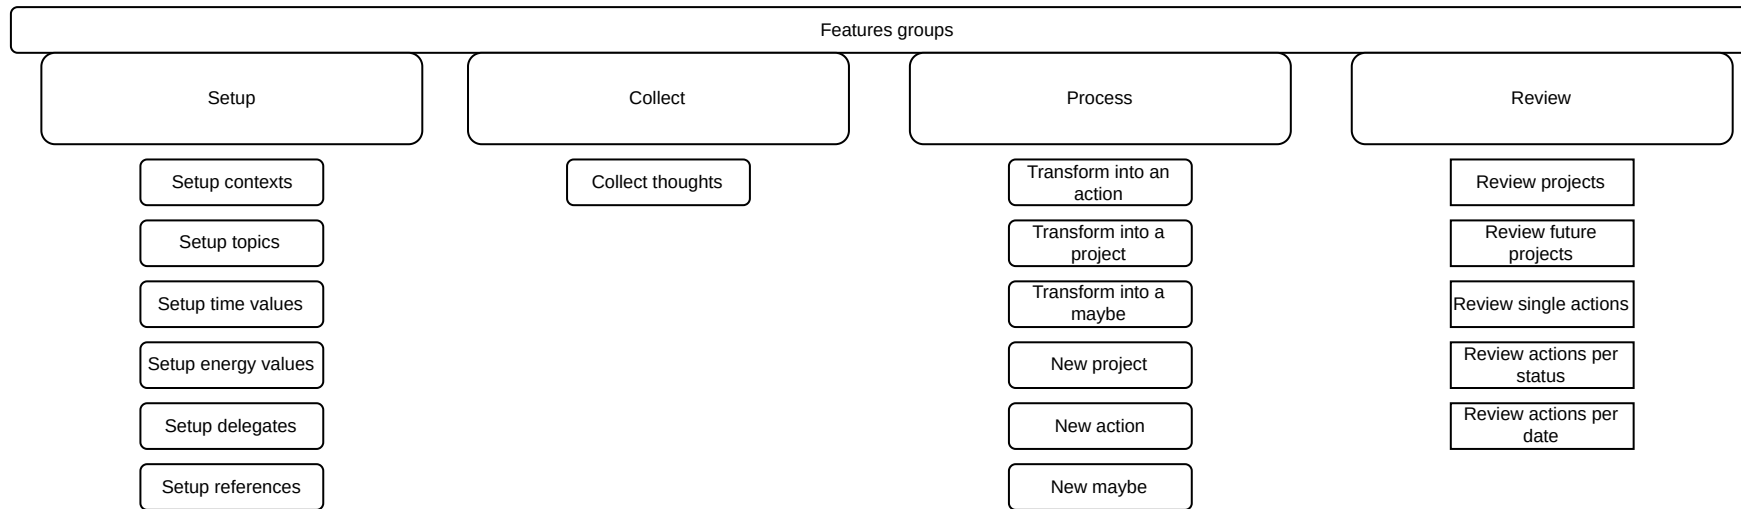 Features groups
Setup
Collect
Process
Review
Setup contexts
Collect thoughts
Transform into an
action
Review projects
Setup topics
Transform into a
project
Review future
projects
Setup time values
Transform into a
maybe
Review single actions
Setup energy values
New project
Review actions per
status
Setup delegates
New action
Review actions per
date
Setup references
New maybe